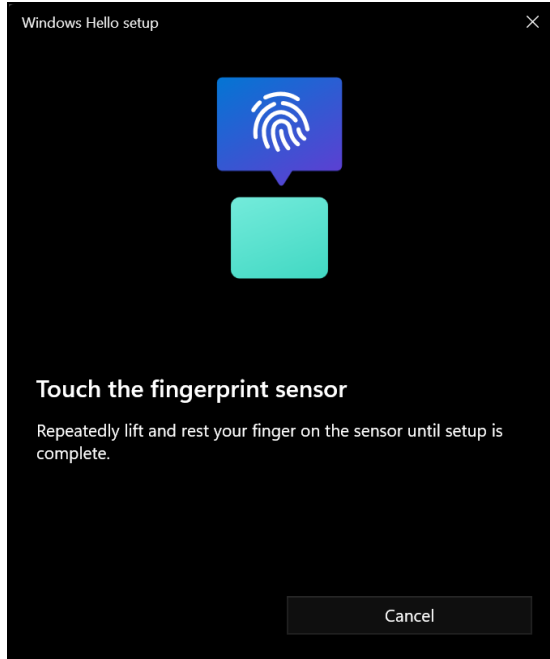 Windows Hello setup
Touch the fingerprint sensor
Repeatedly lift and rest your finger on the sensor until setup is
complete.
Cancel